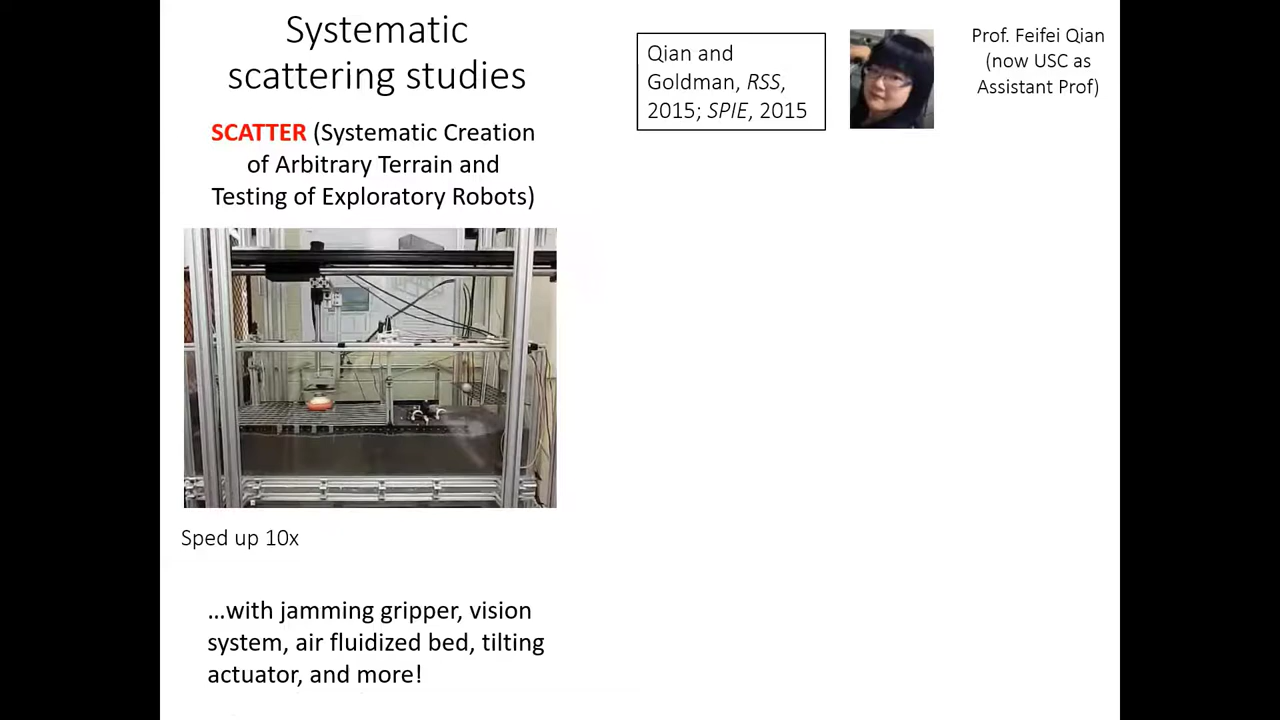 Systematic
scattering studies
SCATTER (Systematic Creation
of Arbitrary Terrain and
Testing of Exploratory Robots)
Sped up 10x
...with jamming gripper, vision
system, air fluidized bed, tilting
actuator, and more!
Qian and
Goldman, RSS,
2015; SPIE, 2015
Prof. Feifei Qian
(now USC as
Assistant Prof)